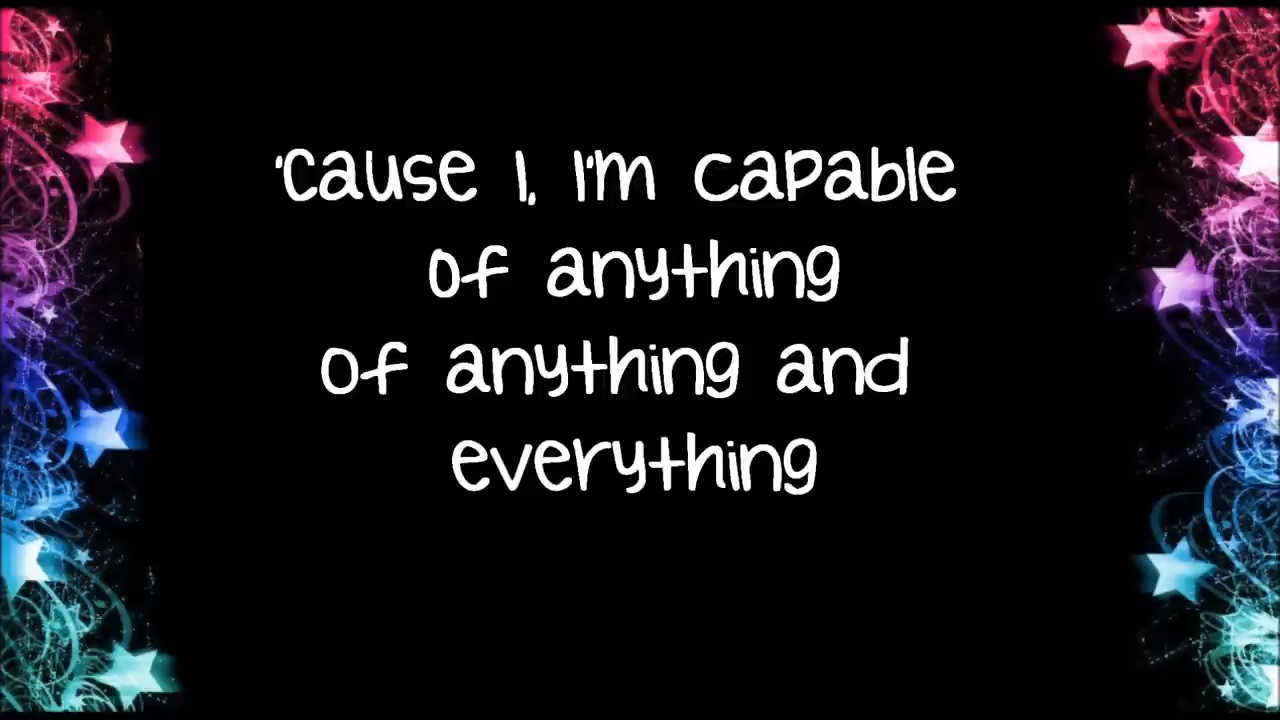 'Cause I, I'm capable
Of anything
Of anything and
everything